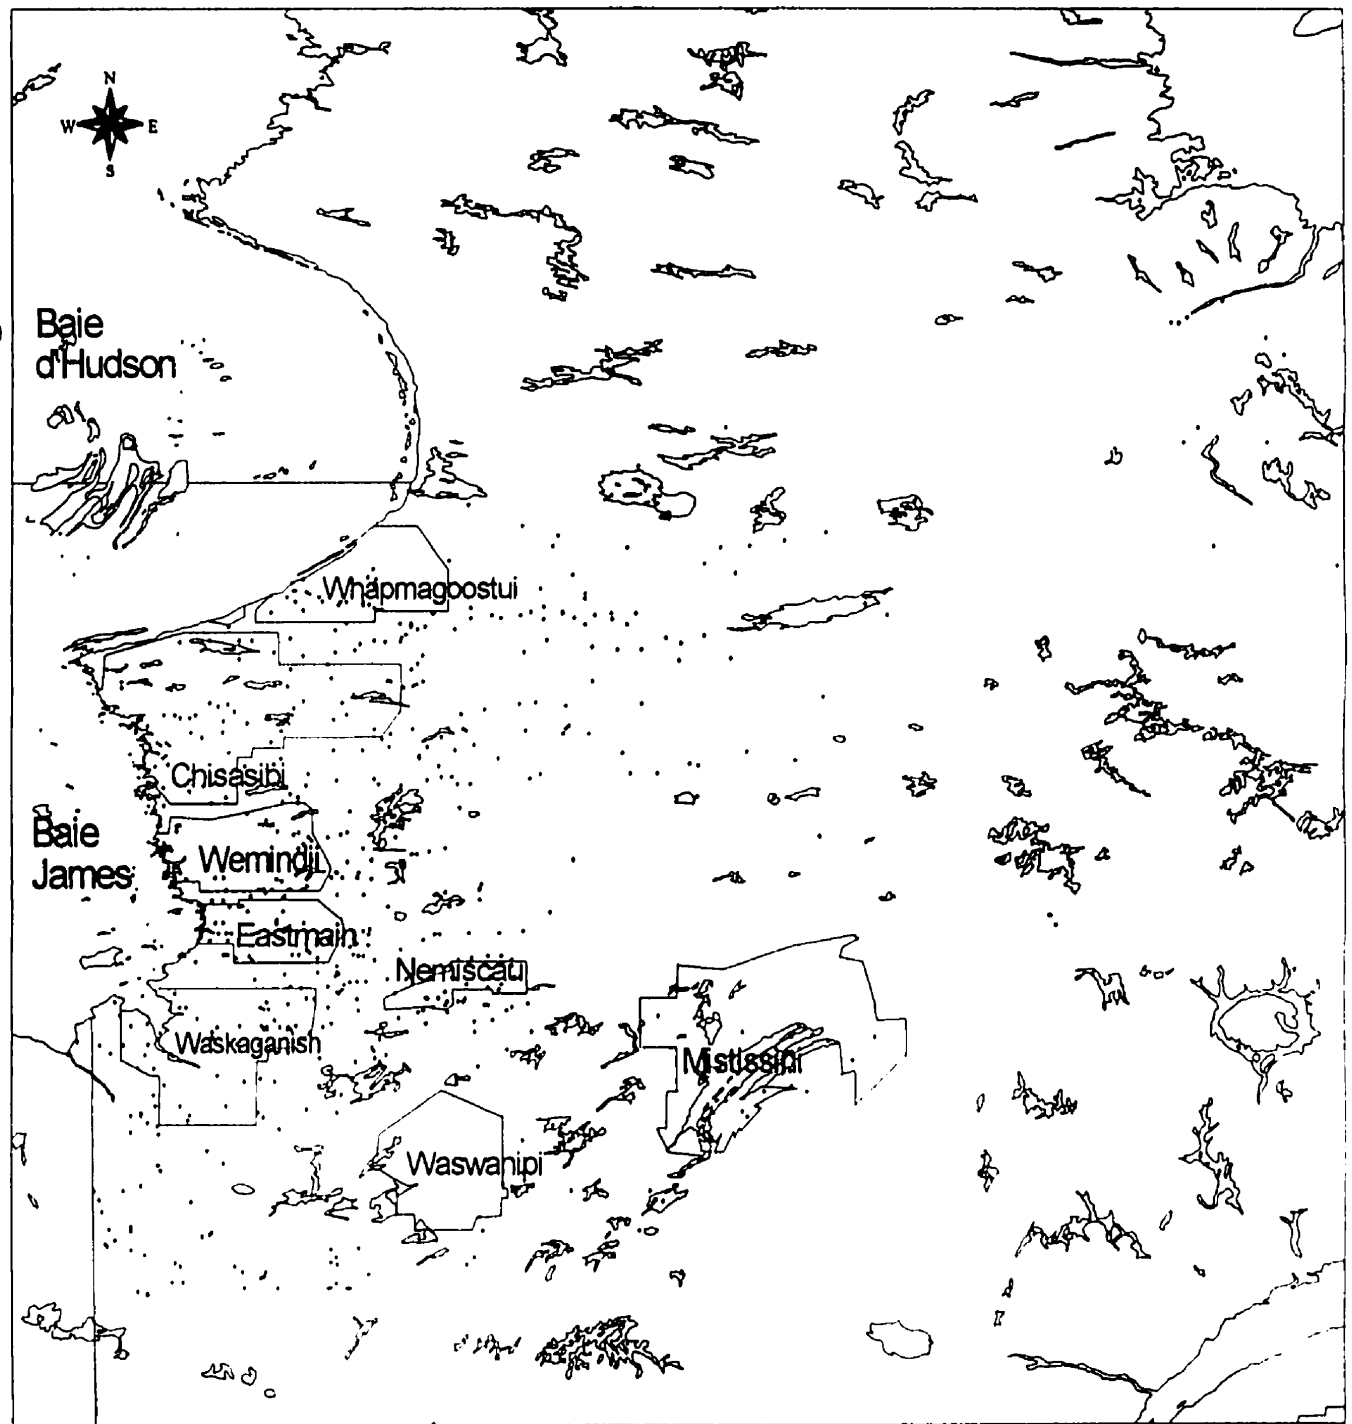 N
W E
S
Baie
d'Hudson
Whapmagoostui
Chisasibi
Baie
James
Wemindji
Eastmain
Nemiscau
Waskaganish
Mistissini
Waswanipi